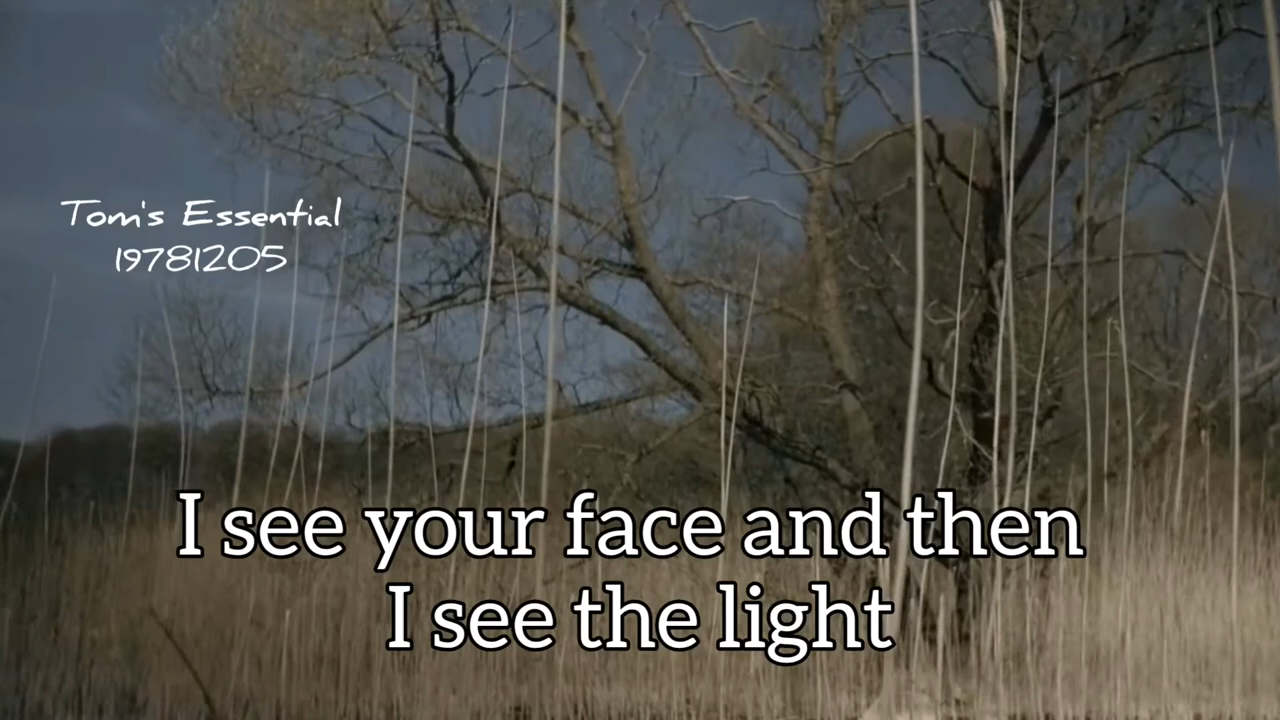 Tom's Essential
19781205
I see your face and then
I see the light